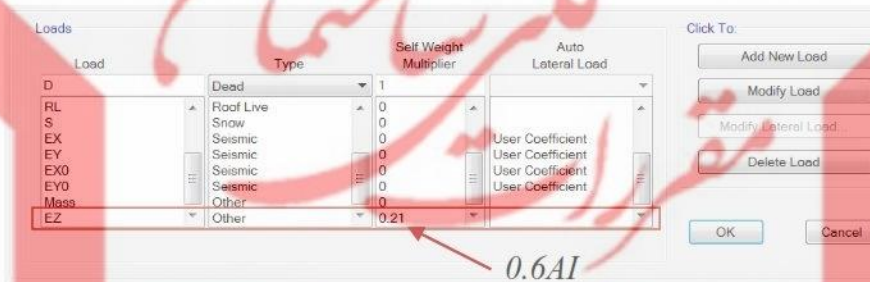 Loads
Click To:
Load Type Self Weight Multiplier Auto Lateral Load
D Dead 1
RL Roof Live 0
S Snow 0
EX Seismic 0 User Coefficient
EY Seismic 0 User Coefficient
EX0 Seismic 0 User Coefficient
EY0 Seismic 0 User Coefficient
Mass Other 0
EZ Other 0.21
Add New Load
Modify Load
Modify Lateral Load...
Delete Load
OK Cancel
0.6AI